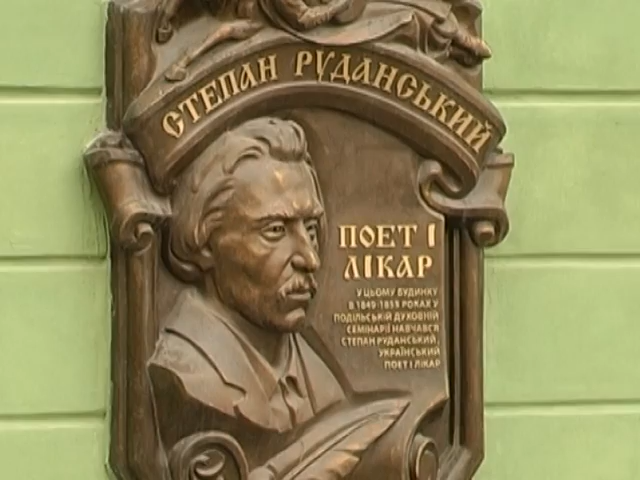 СТЕПАН РУДАНСЬКИЙ
ПОЕТ І
ЛІКАР
У ЦЬОМУ БУДИНКУ
В 1849-1855 РОКАХ У
ПОДІЛЬСЬКІЙ ДУХОВНІЙ
СЕМІНАРІЇ НАВЧАВСЯ
СТЕПАН РУДАНСЬКИЙ,
УКРАЇНСЬКИЙ
ПОЕТ І ЛІКАР